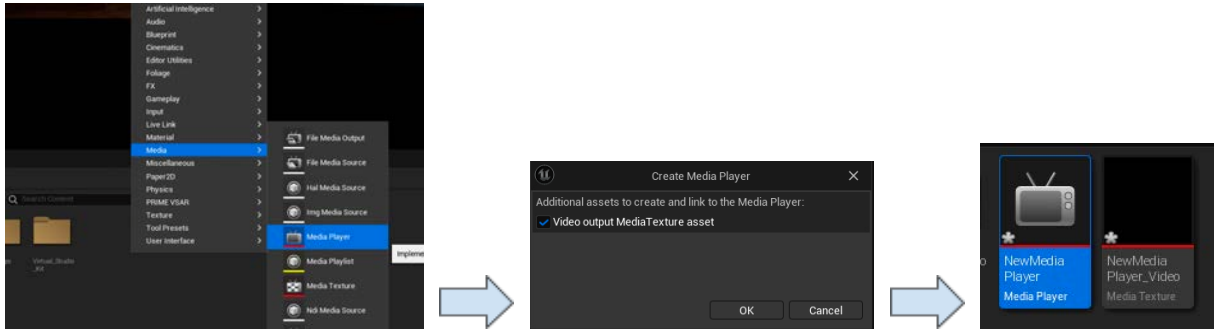 Artificial Intelligence
Audio
Blueprint
Cinematics
Editor Utilities
Foliage
FX
Gameplay
Input
Live Link
Material
Media
Miscellaneous
Paper2D
Physics
PRIME VSAR
Texture
Tool Presets
User Interface
Search Content
Virtual_Studio
_Kit
File Media Output
File Media Source
Hal Media Source
Img Media Source
Media Player
Media Playlist
Media Texture
Ndi Media Source
Create Media Player
Additional assets to create and link to the Media Player:
Video output MediaTexture asset
OK
Cancel
NewMedia
Player
Media Player
NewMedia
Player_Video
Media Texture